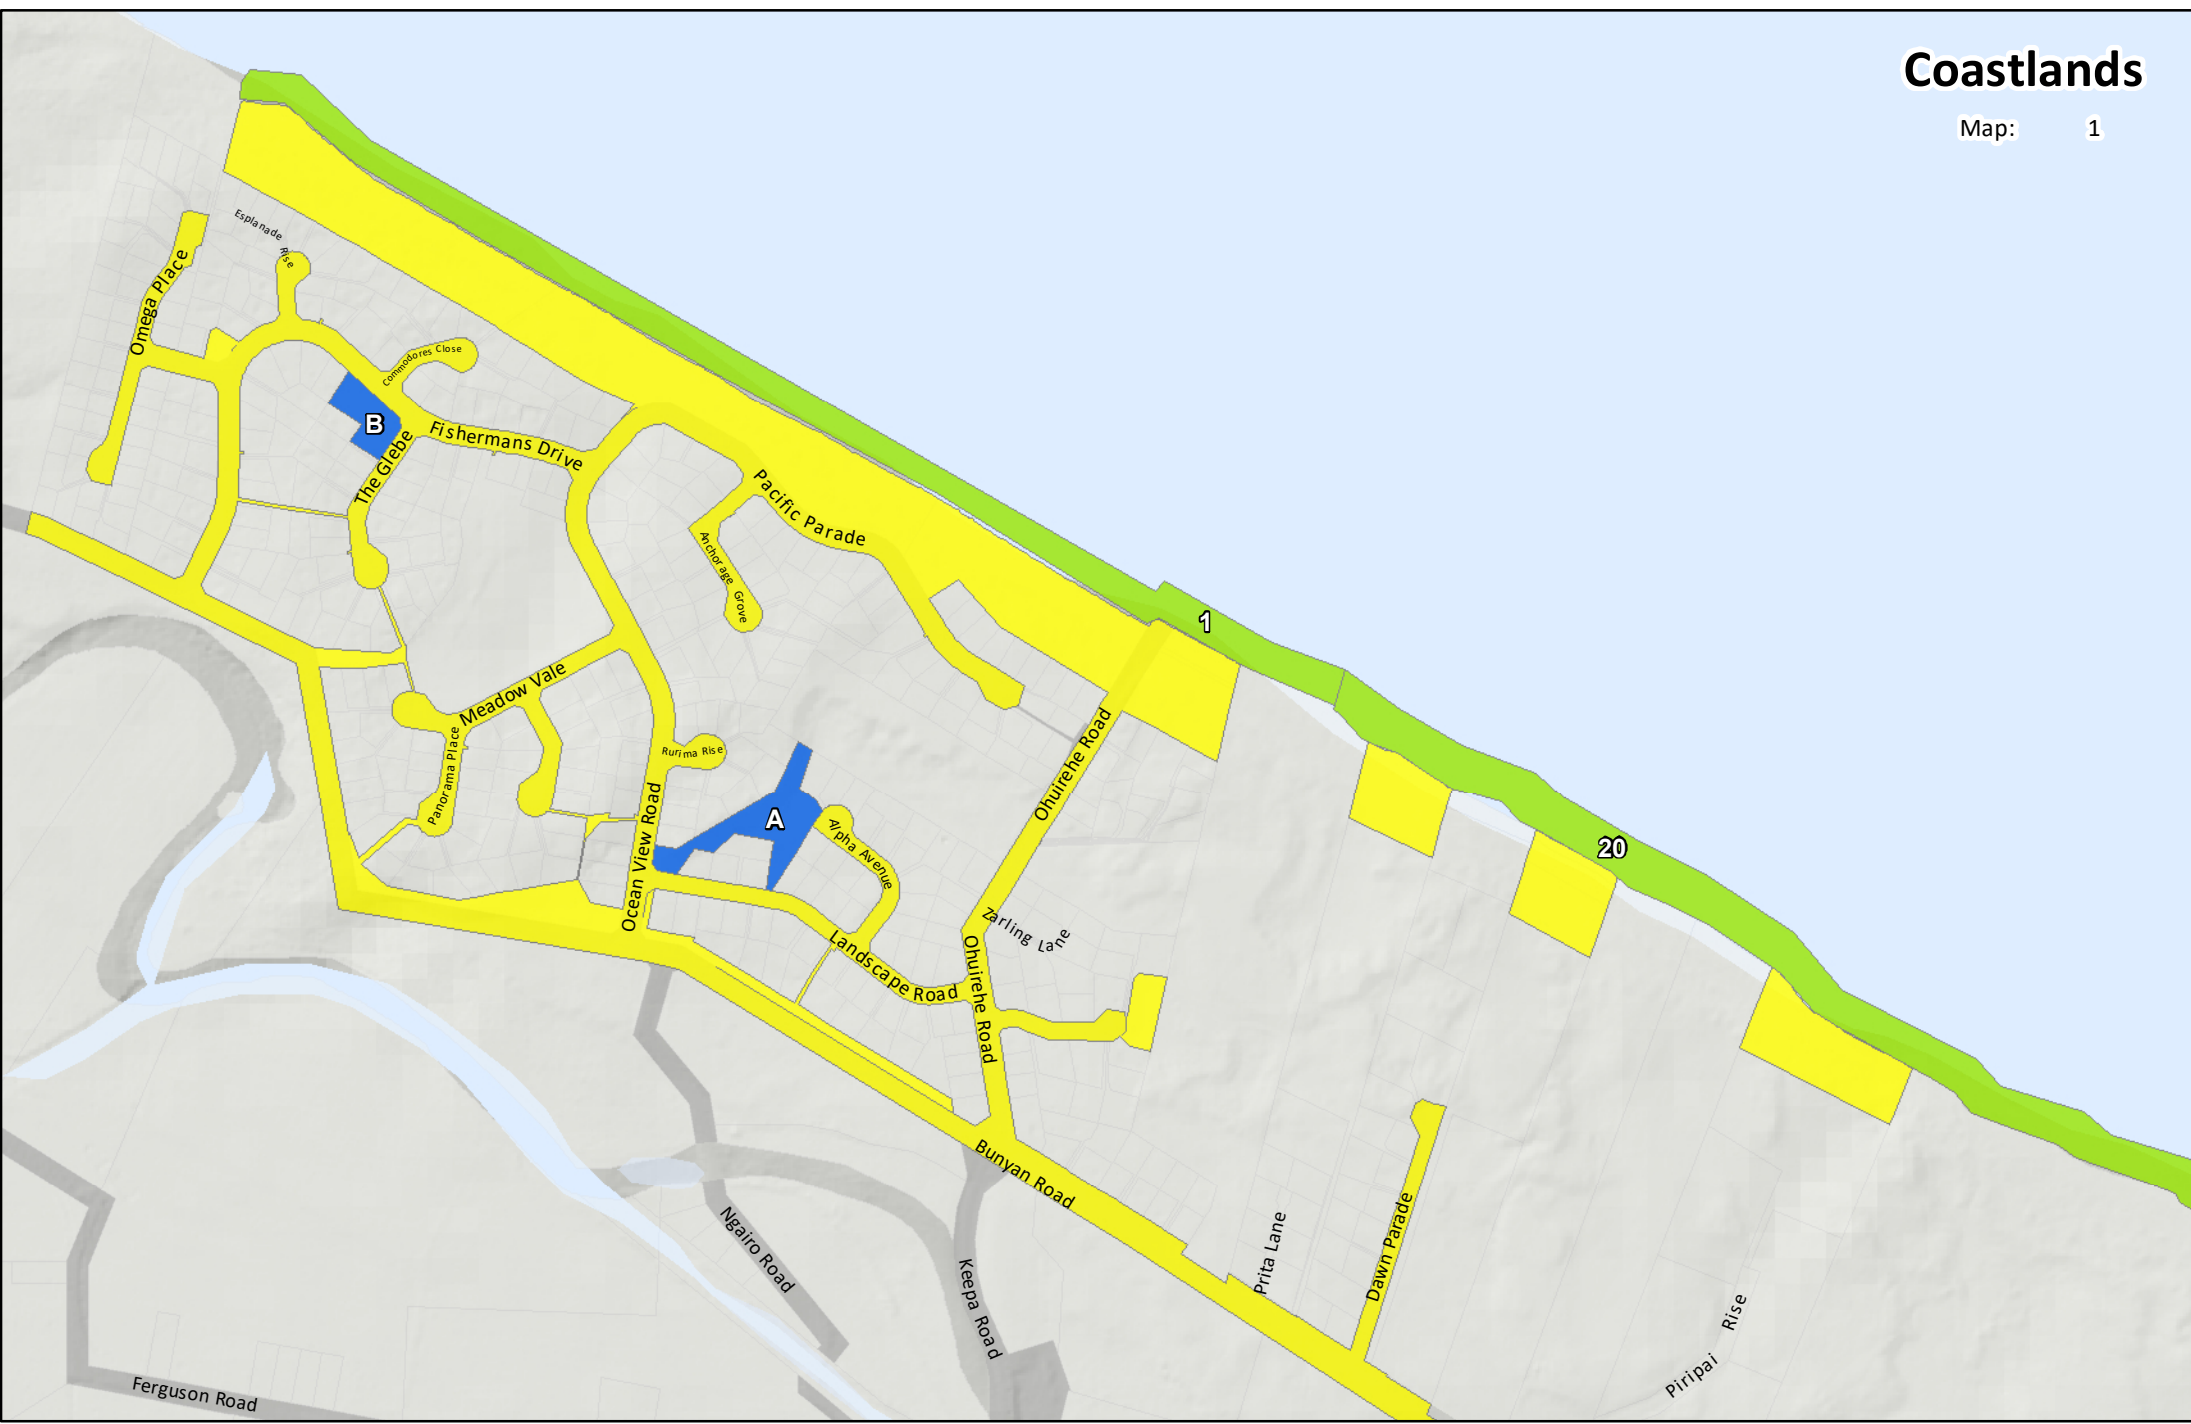 Coastlands
Map: 1
Esplanade Rise
Omega Place
Commodores Close
B
Fishermans Drive
The Glebe
Pacific Parade
Anchorage Grove
1
Meadow Vale
Panorama Place
Rurima Rise
Ohuirehe Road
Ocean View Road
A
Alpha Avenue
20
Zarling Lane
Landscape Road
Ohuirehe Road
Bunyan Road
Ngairo Road
Keepa Road
Prita Lane
Dawn Parade
Piripai Rise
Ferguson Road